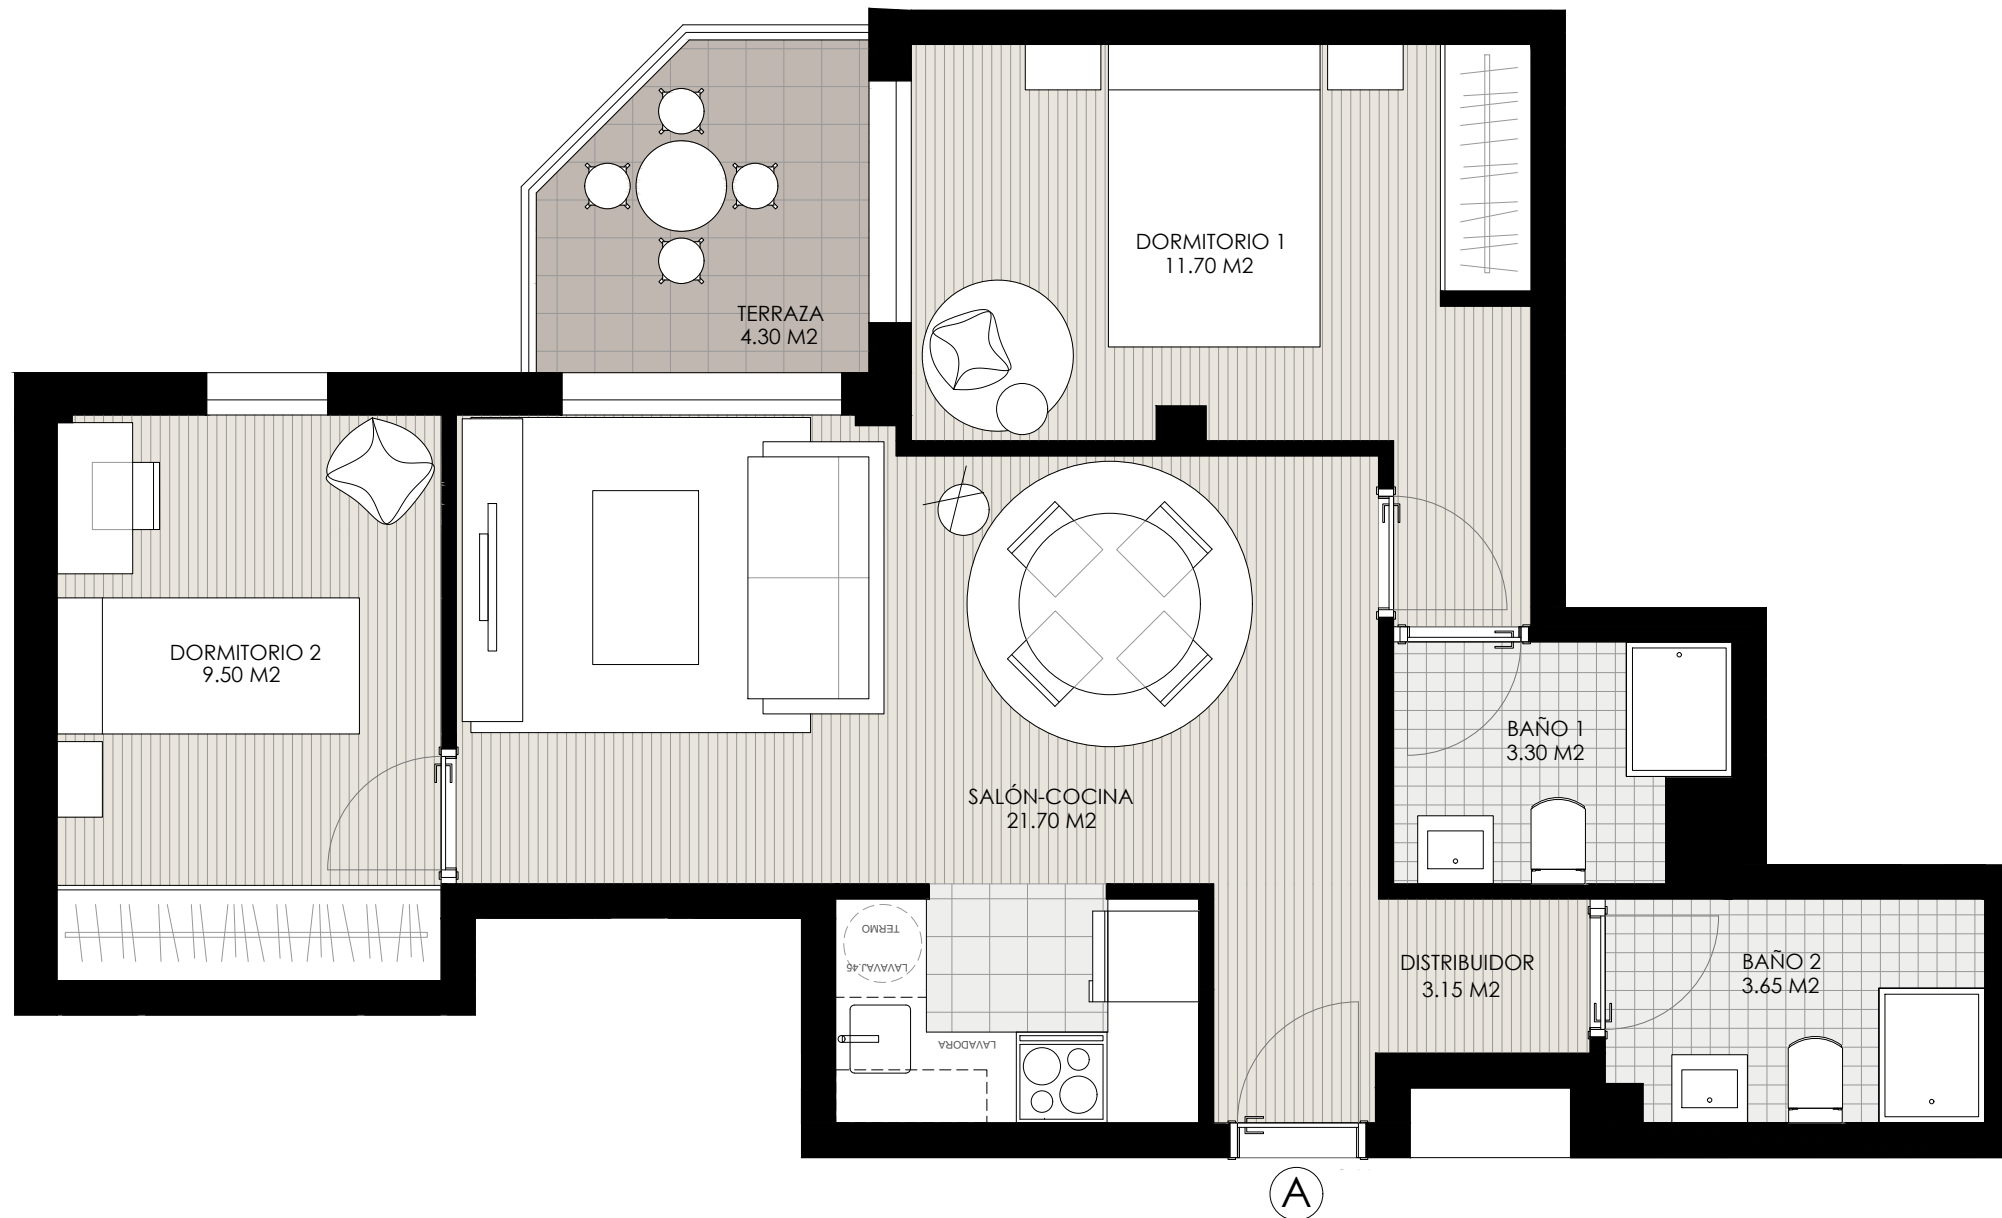 DORMITORIO 1
11.70 M2
TERRAZA
4.30 M2
DORMITORIO 2
9.50 M2
BAÑO 1
3.30 M2
SALÓN-COCINA
21.70 M2
TERMO
LAVAVAJ.45
LAVADORA
DISTRIBUIDOR
3.15 M2
BAÑO 2
3.65 M2
A